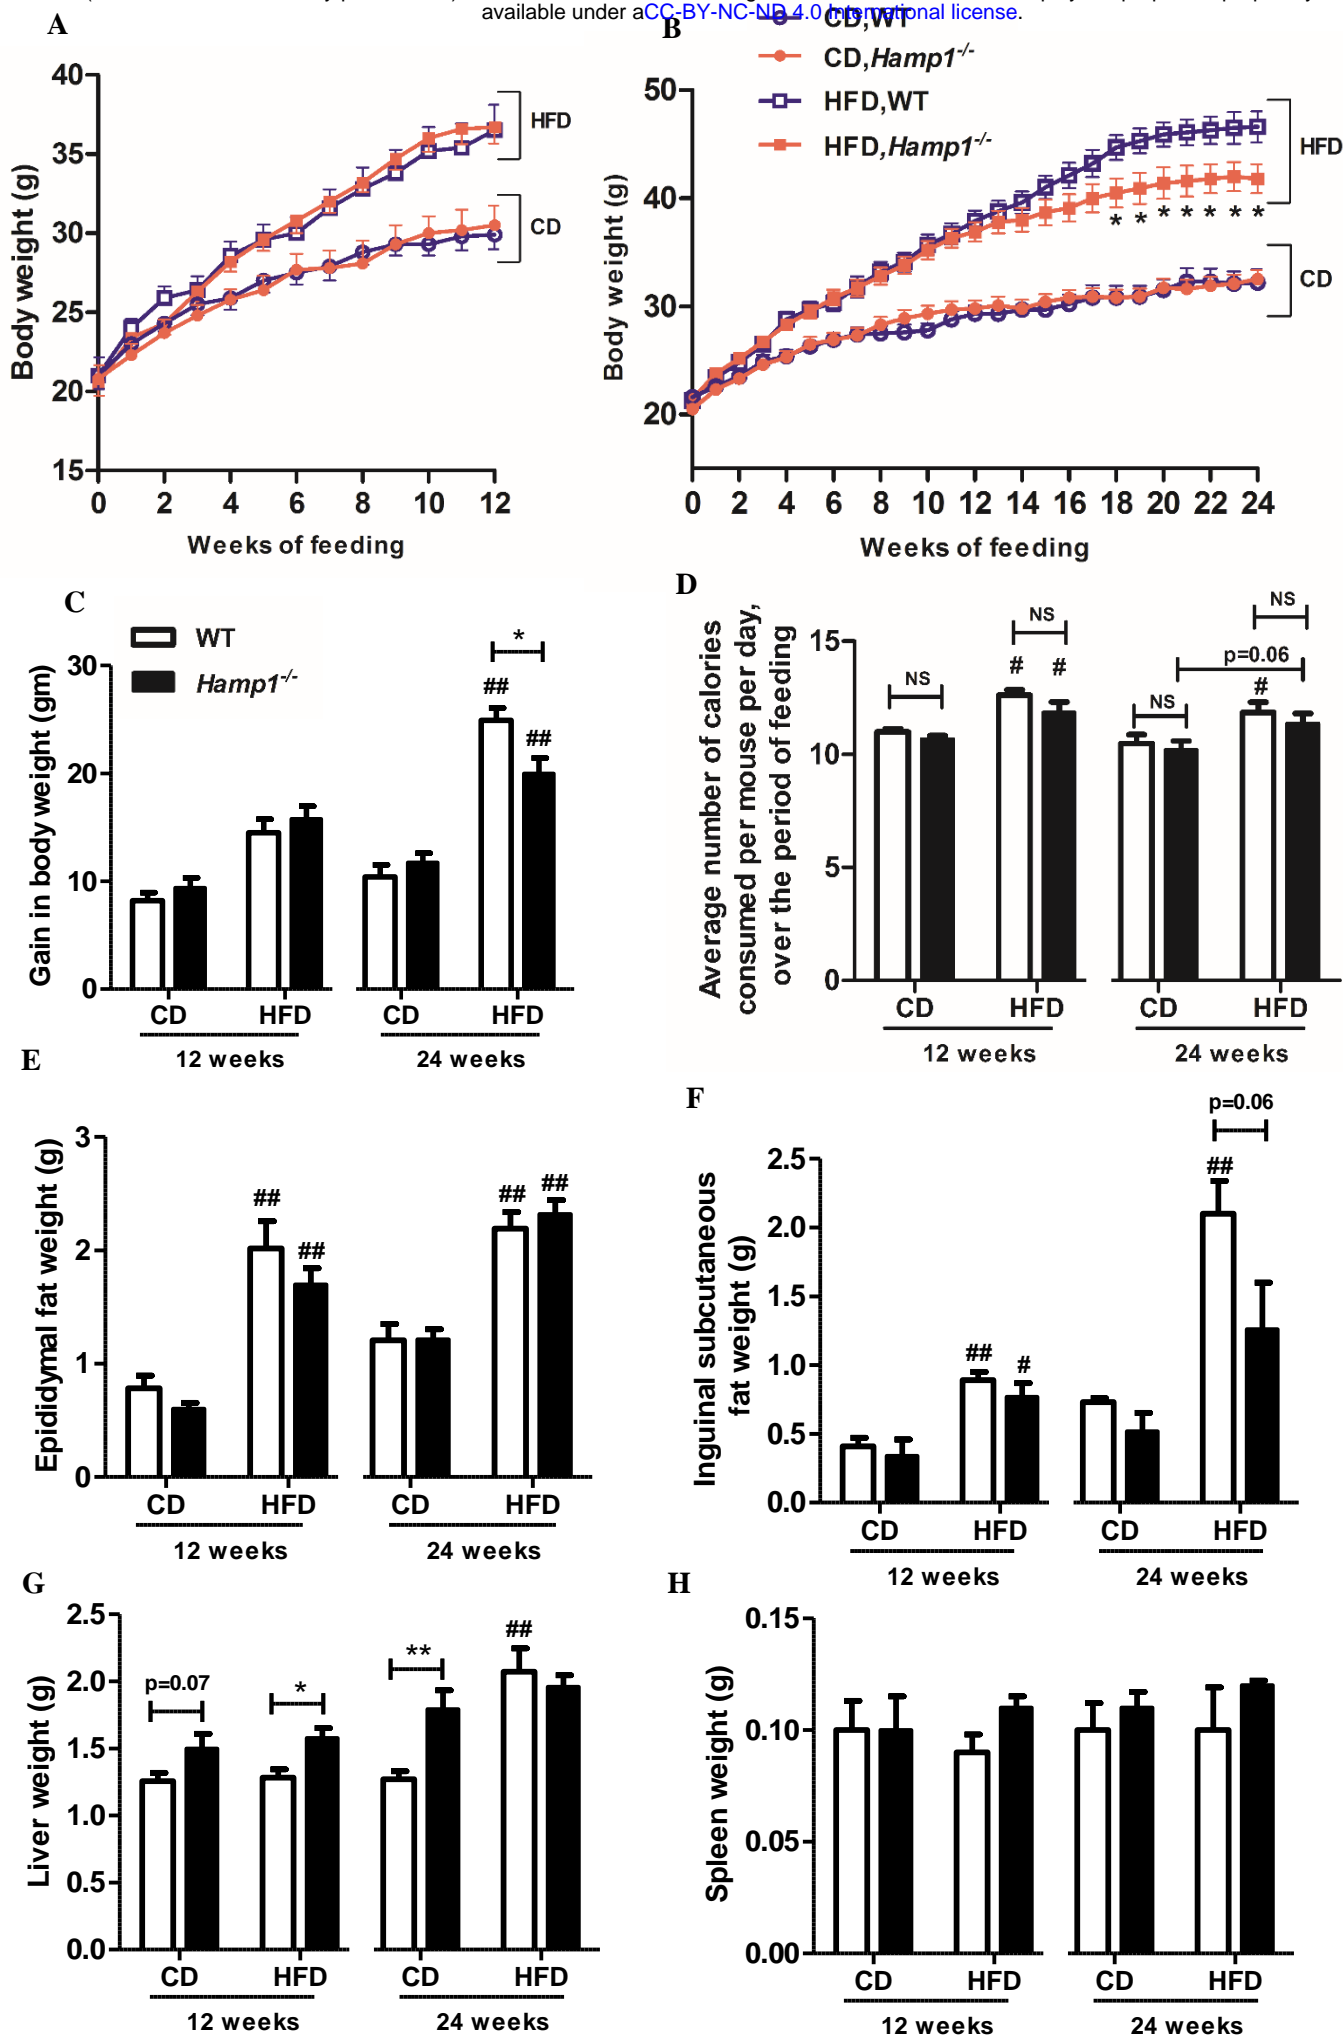 available under aCC-BY-NC-ND 4.0 International license.
A
B
CD,WT
CD,Hamp1-/-
HFD,WT
HFD,Hamp1-/-
40
35
30
25
20
15
Body weight (g)
HFD
CD
0 2 4 6 8 10 12
Weeks of feeding
50
40
30
20
Body weight (g)
HFD
CD
* * * * * * *
0 2 4 6 8 10 12 14 16 18 20 22 24
Weeks of feeding
C
WT
Hamp1-/-
30
20
10
0
Gain in body weight (gm)
*
##
##
CD HFD CD HFD
12 weeks 24 weeks
D
Average number of calories
consumed per mouse per day,
over the period of feeding
15
10
5
0
NS
NS
# #
NS
p=0.06
NS
#
CD HFD CD HFD
12 weeks 24 weeks
E
3
2
1
0
Epididymal fat weight (g)
##
##
##
##
CD HFD CD HFD
12 weeks 24 weeks
F
p=0.06
2.5
2.0
1.5
1.0
0.5
0.0
Inguinal subcutaneous
fat weight (g)
##
#
##
CD HFD CD HFD
12 weeks 24 weeks
G
2.5
2.0
1.5
1.0
0.5
0.0
Liver weight (g)
p=0.07
*
**
##
CD HFD CD HFD
12 weeks 24 weeks
H
0.15
0.10
0.05
0.00
Spleen weight (g)
CD HFD CD HFD
12 weeks 24 weeks